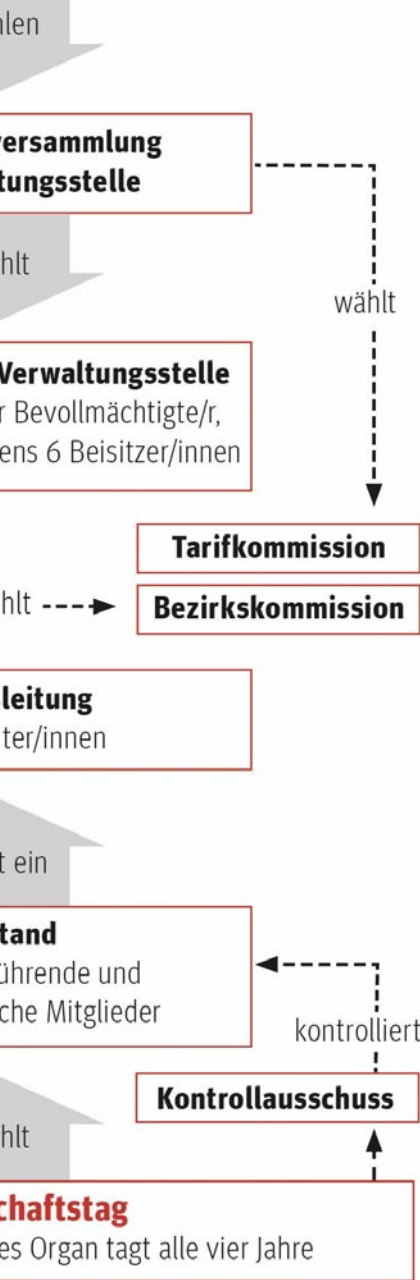 hlen
versammlung
tungsstelle
hlt
wählt
Verwaltungsstelle
r Bevollmächtigte/r,
ens 6 Beisitzer/innen
Tarifkommission
hlt
Bezirkskommission
leitung
ter/innen
t ein
tand
ührende und
che Mitglieder
kontrolliert
Kontrollausschuss
hlt
chaftstag
es Organ tagt alle vier Jahre